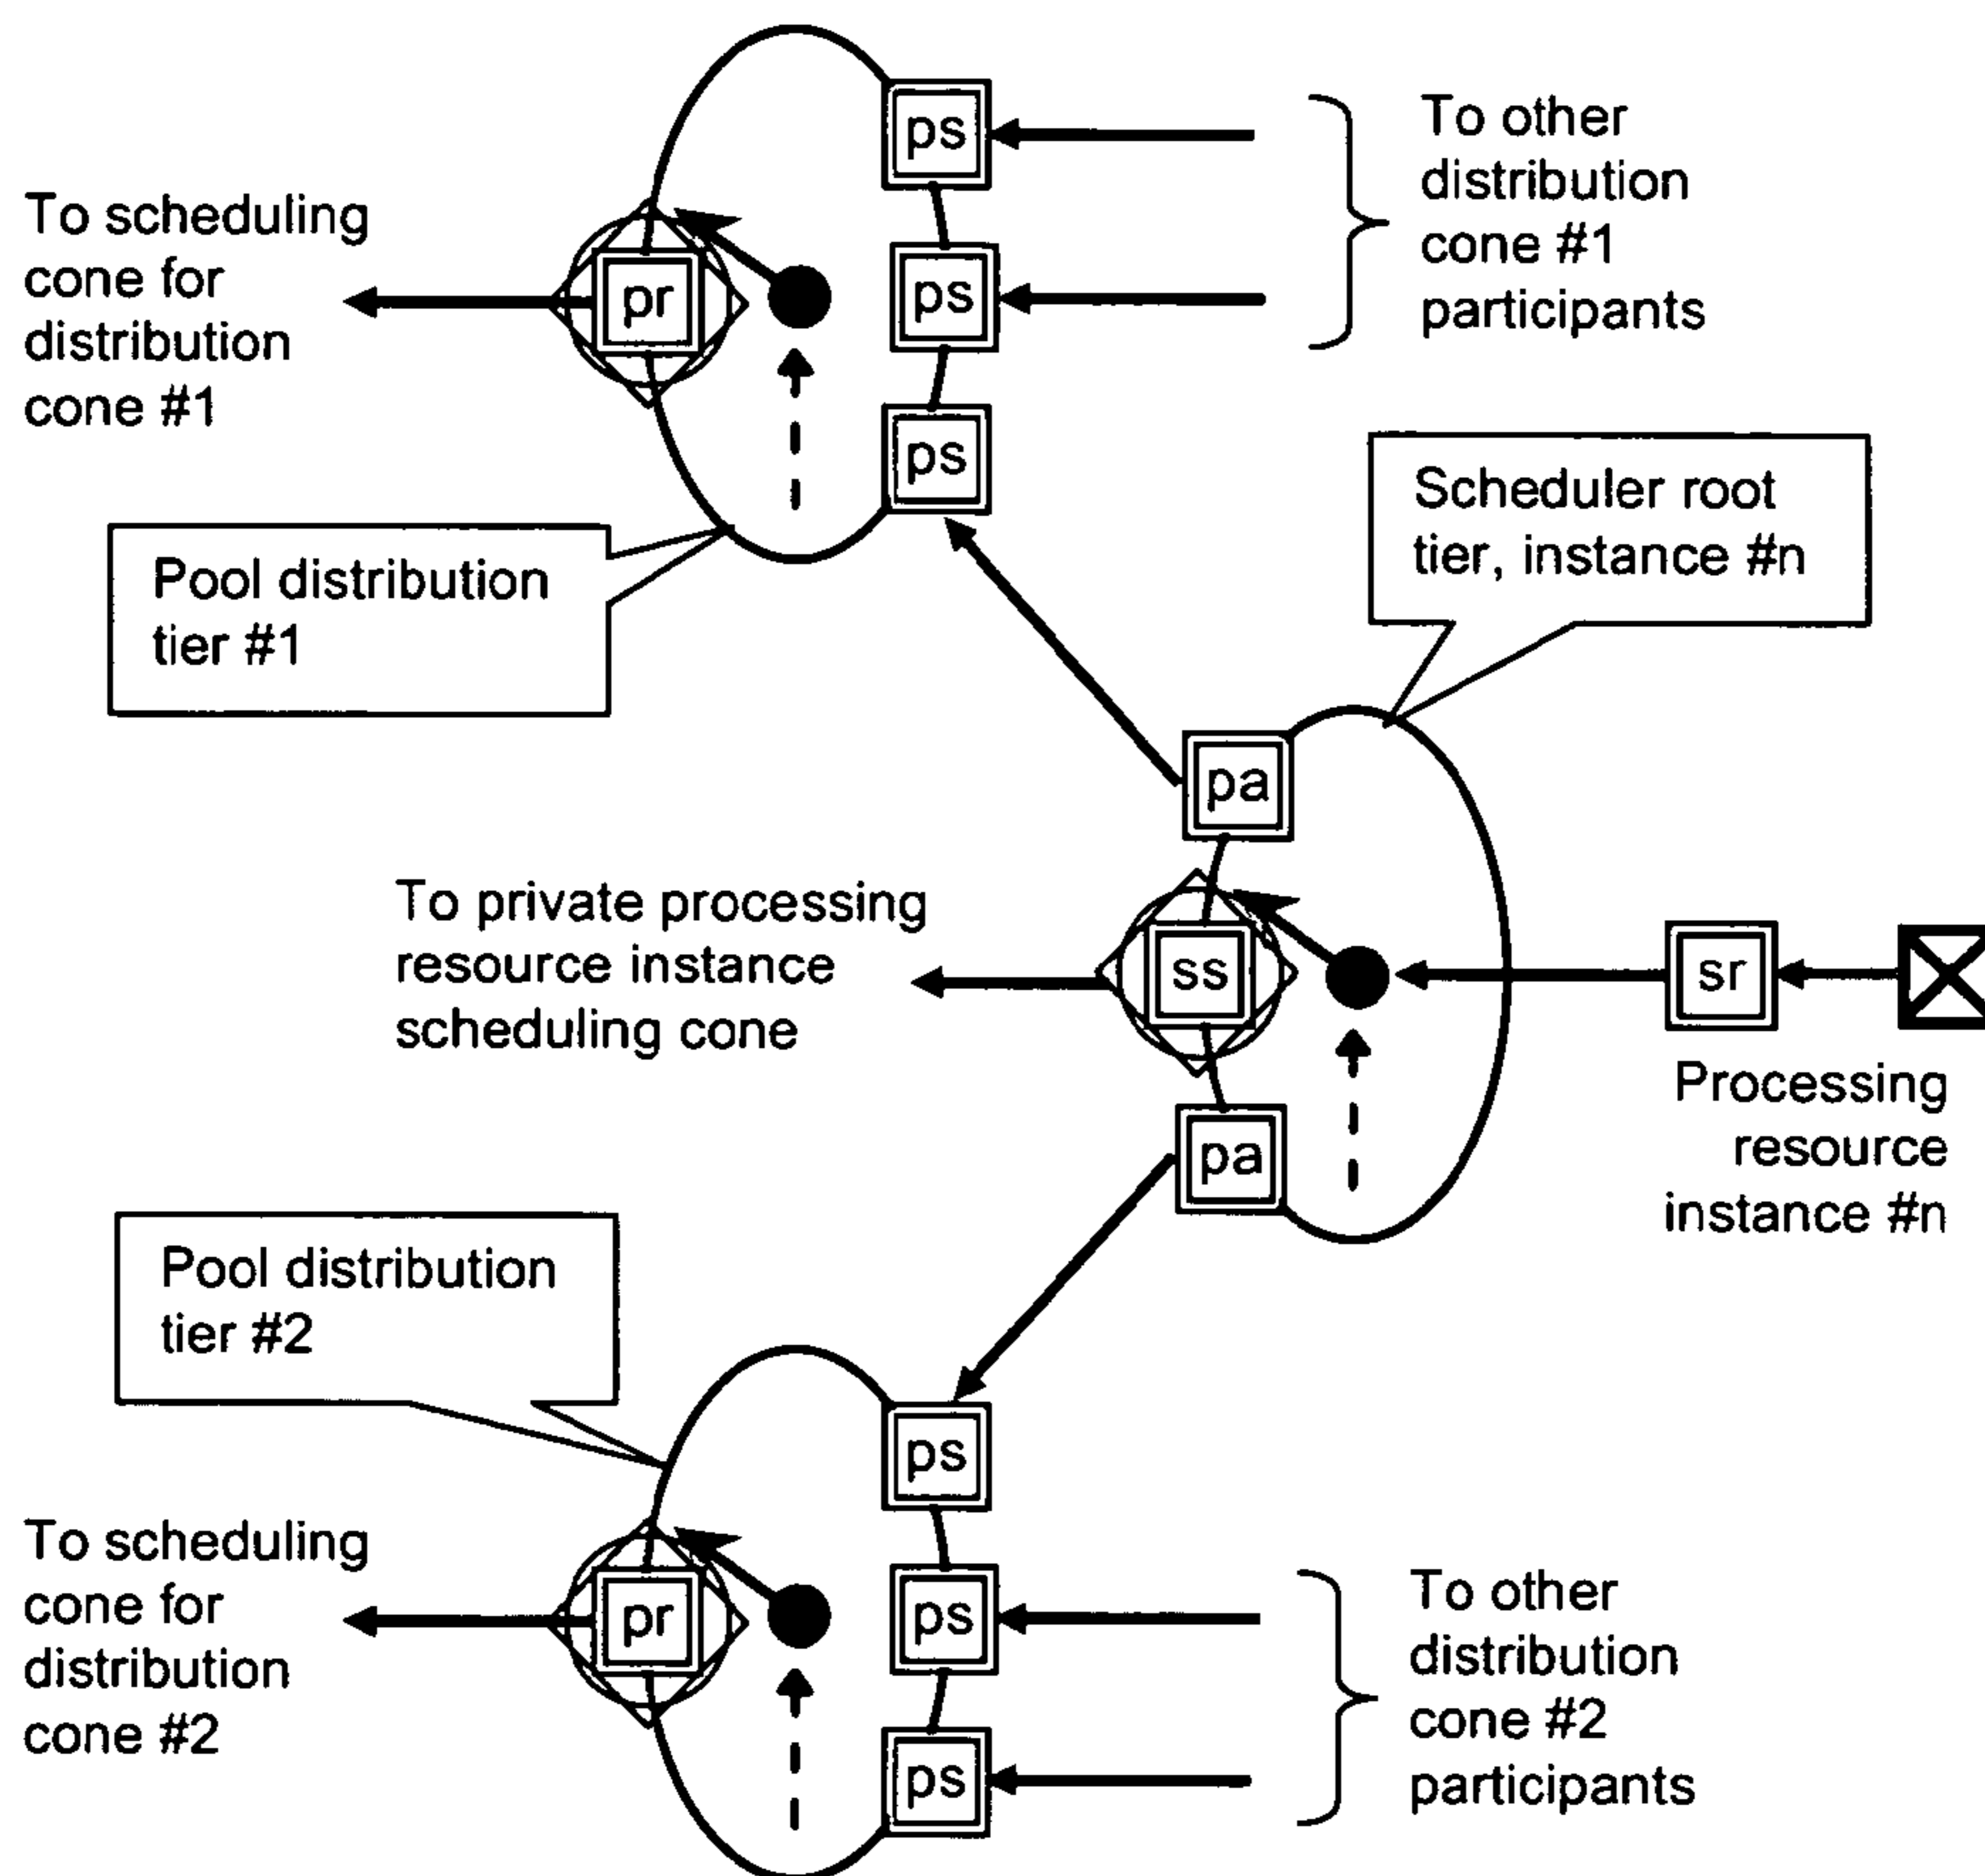 ps
To other
distribution
cone #1
participants
To scheduling
cone for
distribution
cone #1
pr
ps
ps
Scheduler root
tier, instance #n
Pool distribution
tier #1
pa
To private processing
resource instance
scheduling cone
ss
sr
Processing
resource
instance #n
pa
Pool distribution
tier #2
ps
To scheduling
cone for
distribution
cone #2
pr
ps
To other
distribution
cone #2
participants
ps